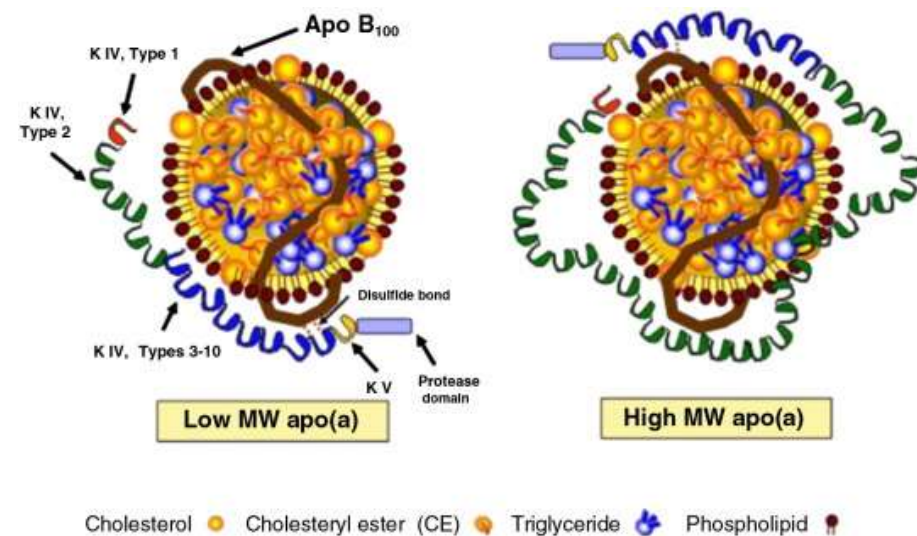 Apo B100
K IV, Type 1
K IV,
Type 2
Disulfide bond
K IV, Types 3-10
K V
Protease
domain
Low MW apo(a)
High MW apo(a)
Cholesterol Cholesteryl ester (CE) Triglyceride Phospholipid